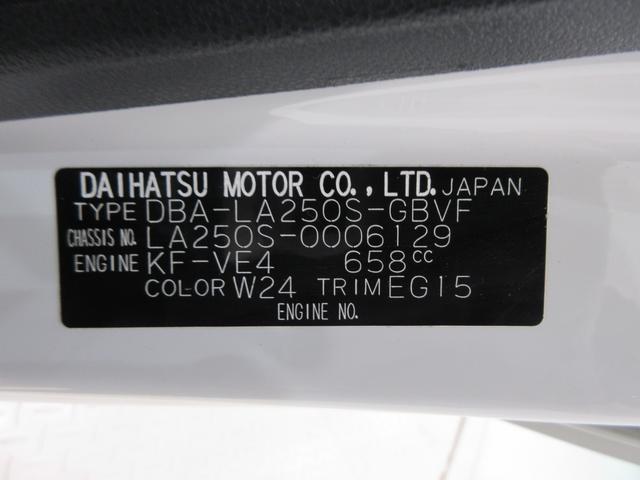 DAIHATSU MOTOR CO.,LTD. JAPAN
TYPE DBA-LA250S-GBVF
CHASSIS NO. LA250S-0006129
ENGINE KF-VE4 658cc
COLOR W24 TRIM EG15
ENGINE NO.